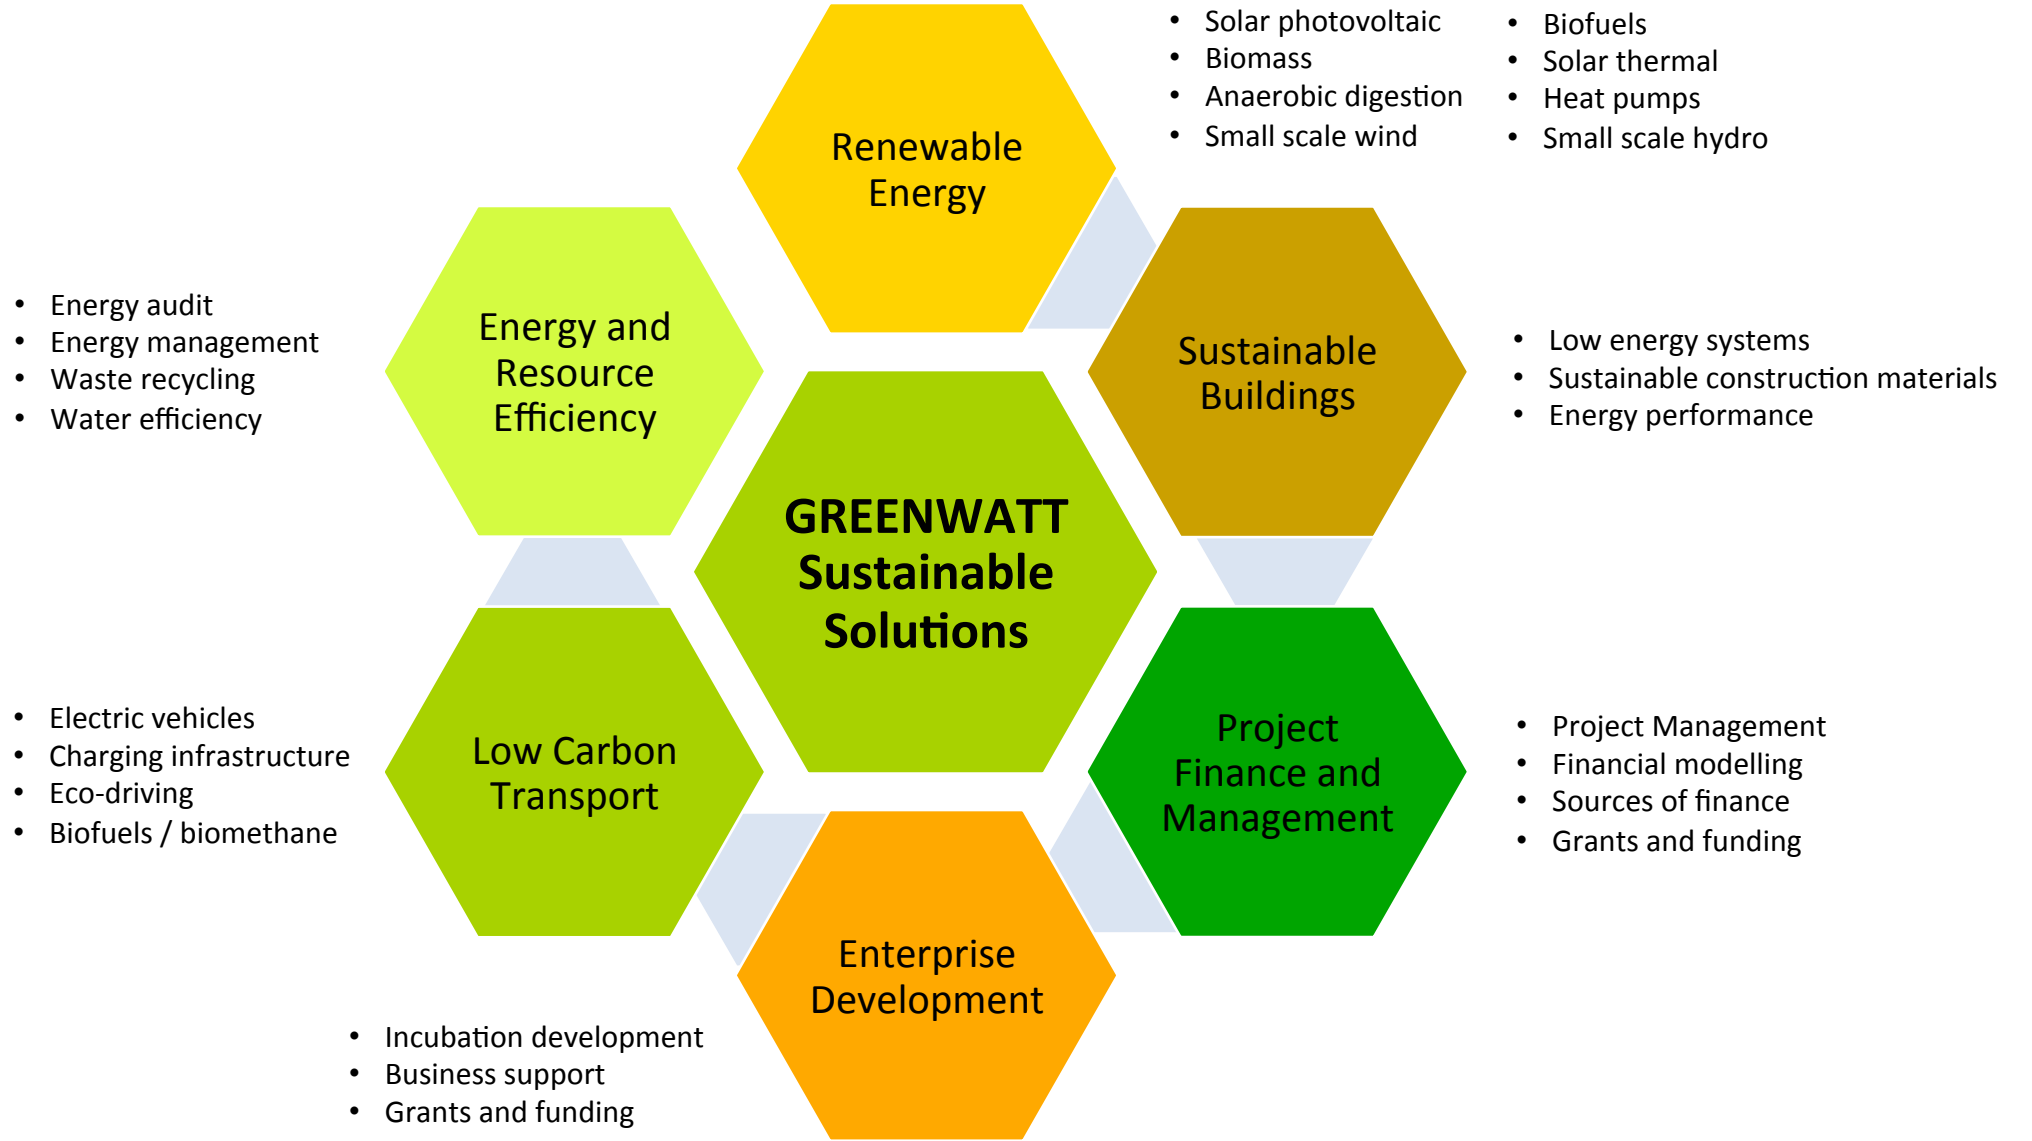 • Solar photovoltaic
• Biomass
• Anaerobic digestion
• Small scale wind
• Biofuels
• Solar thermal
• Heat pumps
• Small scale hydro
Renewable
Energy
• Energy audit
• Energy management
• Waste recycling
• Water efficiency
Energy and
Resource
Efficiency
Sustainable
Buildings
• Low energy systems
• Sustainable construction materials
• Energy performance
GREENWATT
Sustainable
Solutions
• Electric vehicles
• Charging infrastructure
• Eco-driving
• Biofuels / biomethane
Low Carbon
Transport
Project
Finance and
Management
• Project Management
• Financial modelling
• Sources of finance
• Grants and funding
Enterprise
Development
• Incubation development
• Business support
• Grants and funding